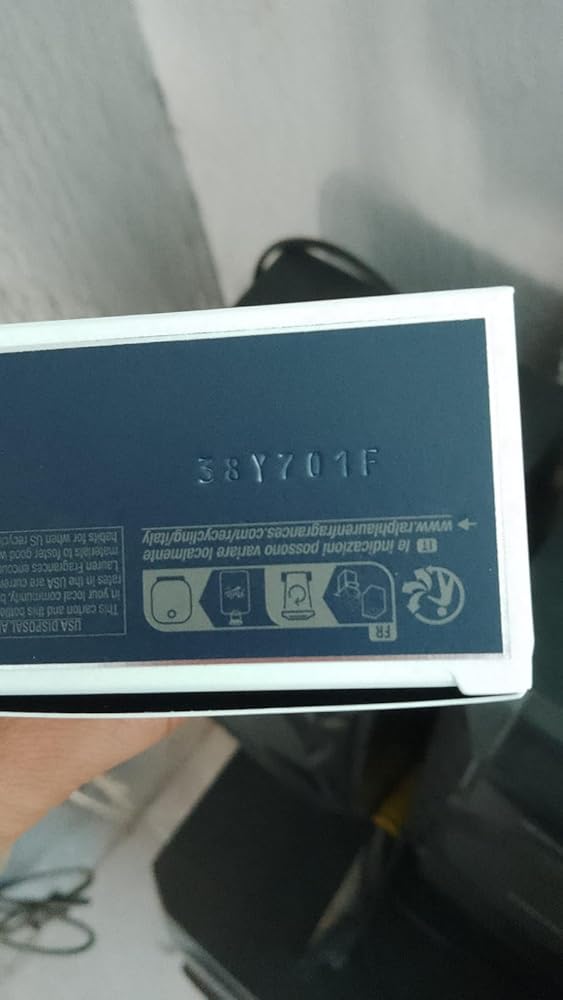 38Y701F
USA DISPOSAL
This carton and this bottle
in your local community, b
rates in the USA are
Lauren Fragrances
materials to foster good
habits for when US
FR
IT le indicazioni possono variare localmente
www.ralphlaurenfragrances.com/recycling/italy